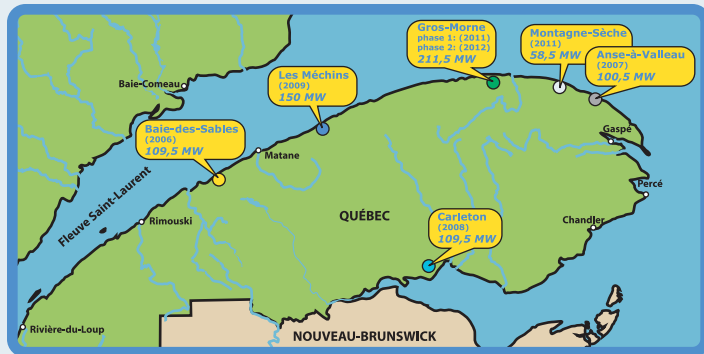 Gros-Morne
phase 1: (2011)
phase 2: (2012)
211,5 MW
Montagne-Sèche
(2011)
58,5 MW
Anse-à-Valleau
(2007)
100,5 MW
Les Méchins
(2009)
150 MW
Baie-Comeau
Baie-des-Sables
(2006)
109,5 MW
Matane
Gaspé
Fleuve Saint-Laurent
Percé
Rimouski
QUÉBEC
Carleton
(2008)
109,5 MW
Chandler
Rivière-du-Loup
NOUVEAU-BRUNSWICK